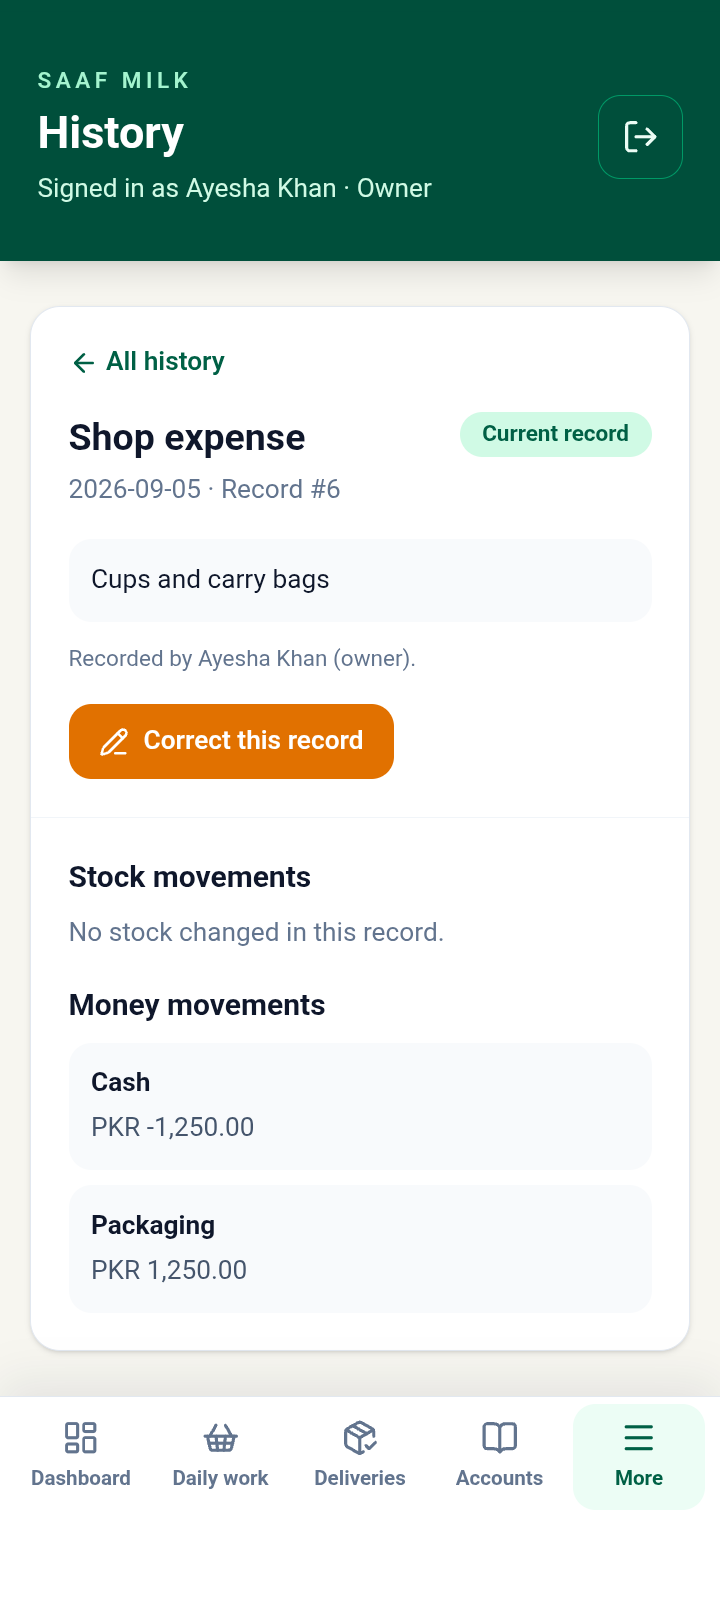 SAAF MILK
History
Signed in as Ayesha Khan · Owner
All history
Shop expense
Current record
2026-09-05 · Record #6
Cups and carry bags
Recorded by Ayesha Khan (owner).
Correct this record
Stock movements
No stock changed in this record.
Money movements
Cash
PKR -1,250.00
Packaging
PKR 1,250.00
Dashboard
Daily work
Deliveries
Accounts
More